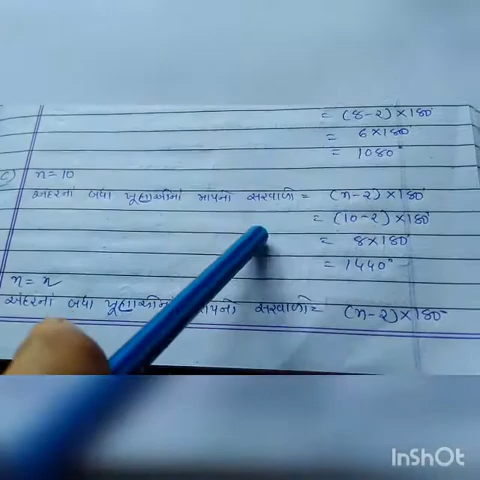 = (8-2)×180°
= 6×180°
= 1080°
c) n=10
અંદરનાં બધા ખૂણાઓનાં માપનો સરવાળો = (n-2)×180°
= (10-2)×180°
= 8×180°
= 1440°
n = n
અંદરનાં બધા ખૂણાઓનાં માપનો સરવાળો = (n-2)×180°
InShOt